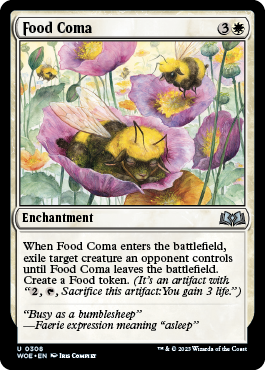 Food Coma 3
Enchantment
When Food Coma enters the battlefield,
exile target creature an opponent controls
until Food Coma leaves the battlefield.
Create a Food token. (It's an artifact with
"2, T, Sacrifice this artifact:You gain 3 life.")
"Busy as a bumblesheep"
—Faerie expression meaning "asleep"
U 0308
WOE • EN Iris Compiet
™ & © 2023 Wizards of the Coast